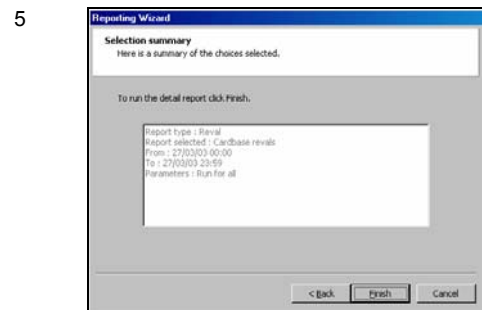 5
Reporting Wizard
Selection summary
Here is a summary of the choices selected.
To run the detail report click Finish.
Report type : Reval
Report selected : Cardbase revals
From : 27/03/03 00:00
To : 27/03/03 23:59
Parameters : Run for all
< Back Finish Cancel